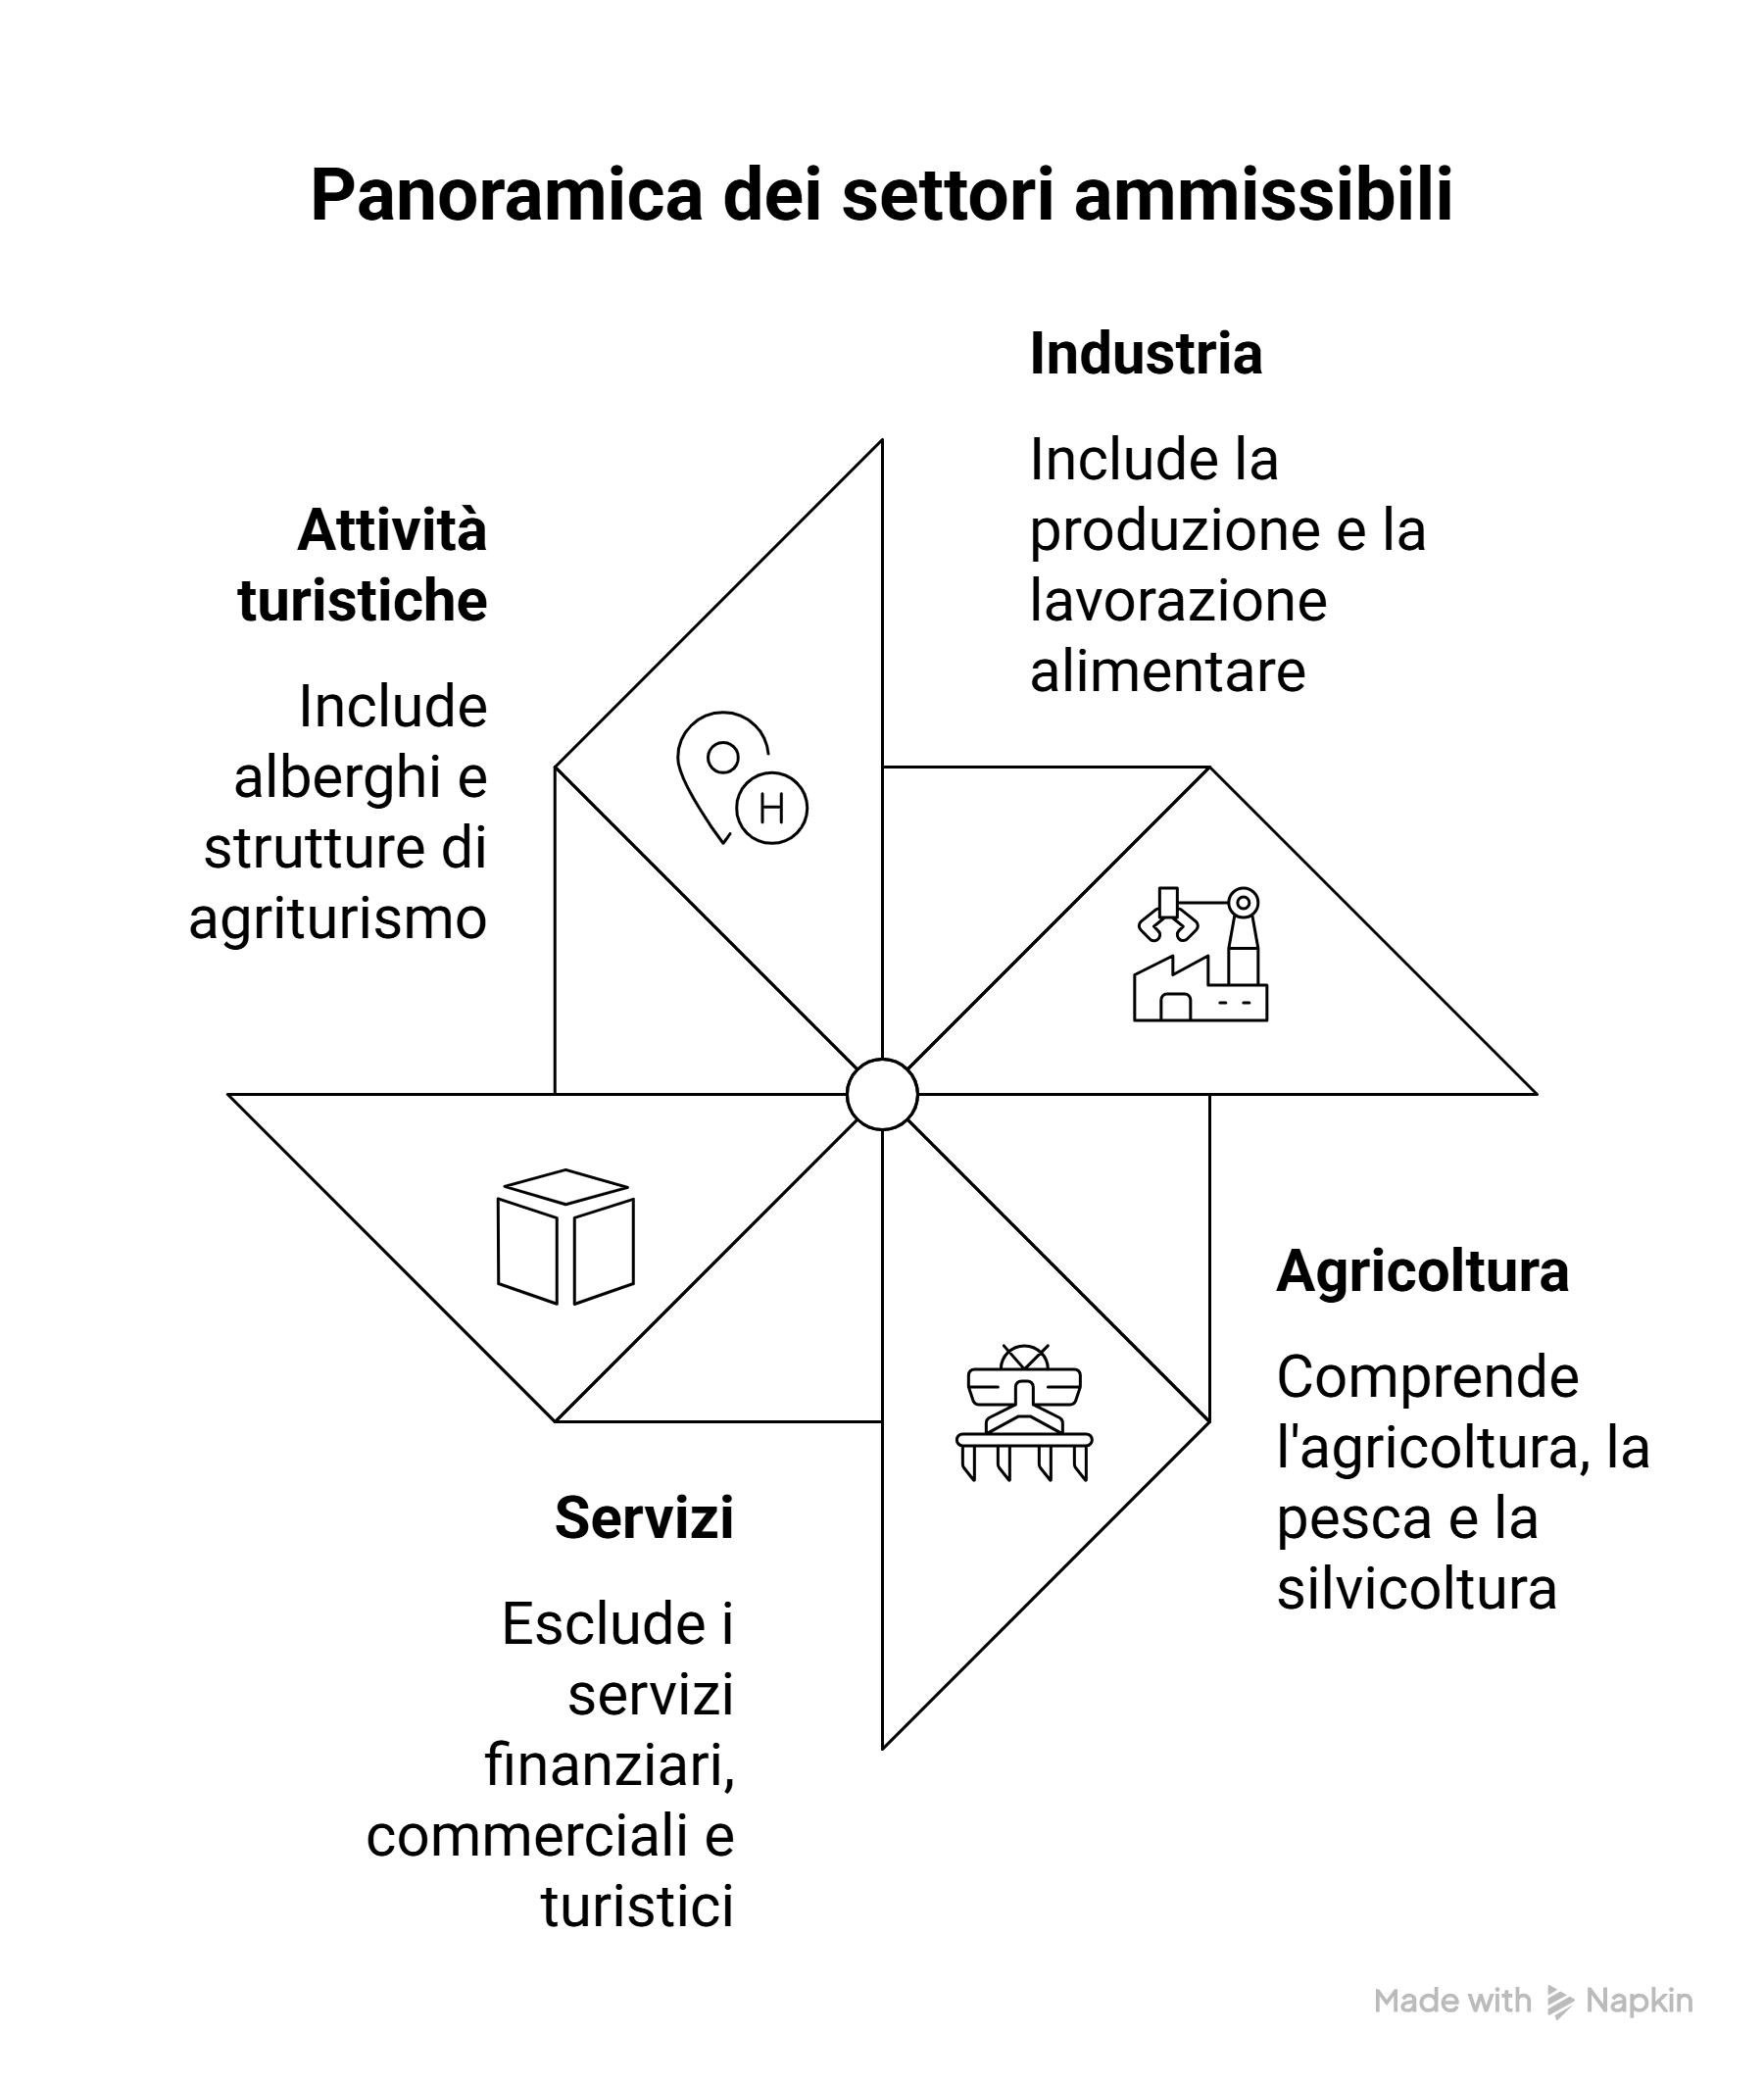 Panoramica dei settori ammissibili
Industria
Include la
produzione e la
lavorazione
alimentare
Attività
turistiche
Include
alberghi e
strutture di
agriturismo
H
Agricoltura
Comprende
l'agricoltura, la
pesca e la
silvicoltura
Servizi
Esclude i
servizi
finanziari,
commerciali e
turistici
Made with Napkin